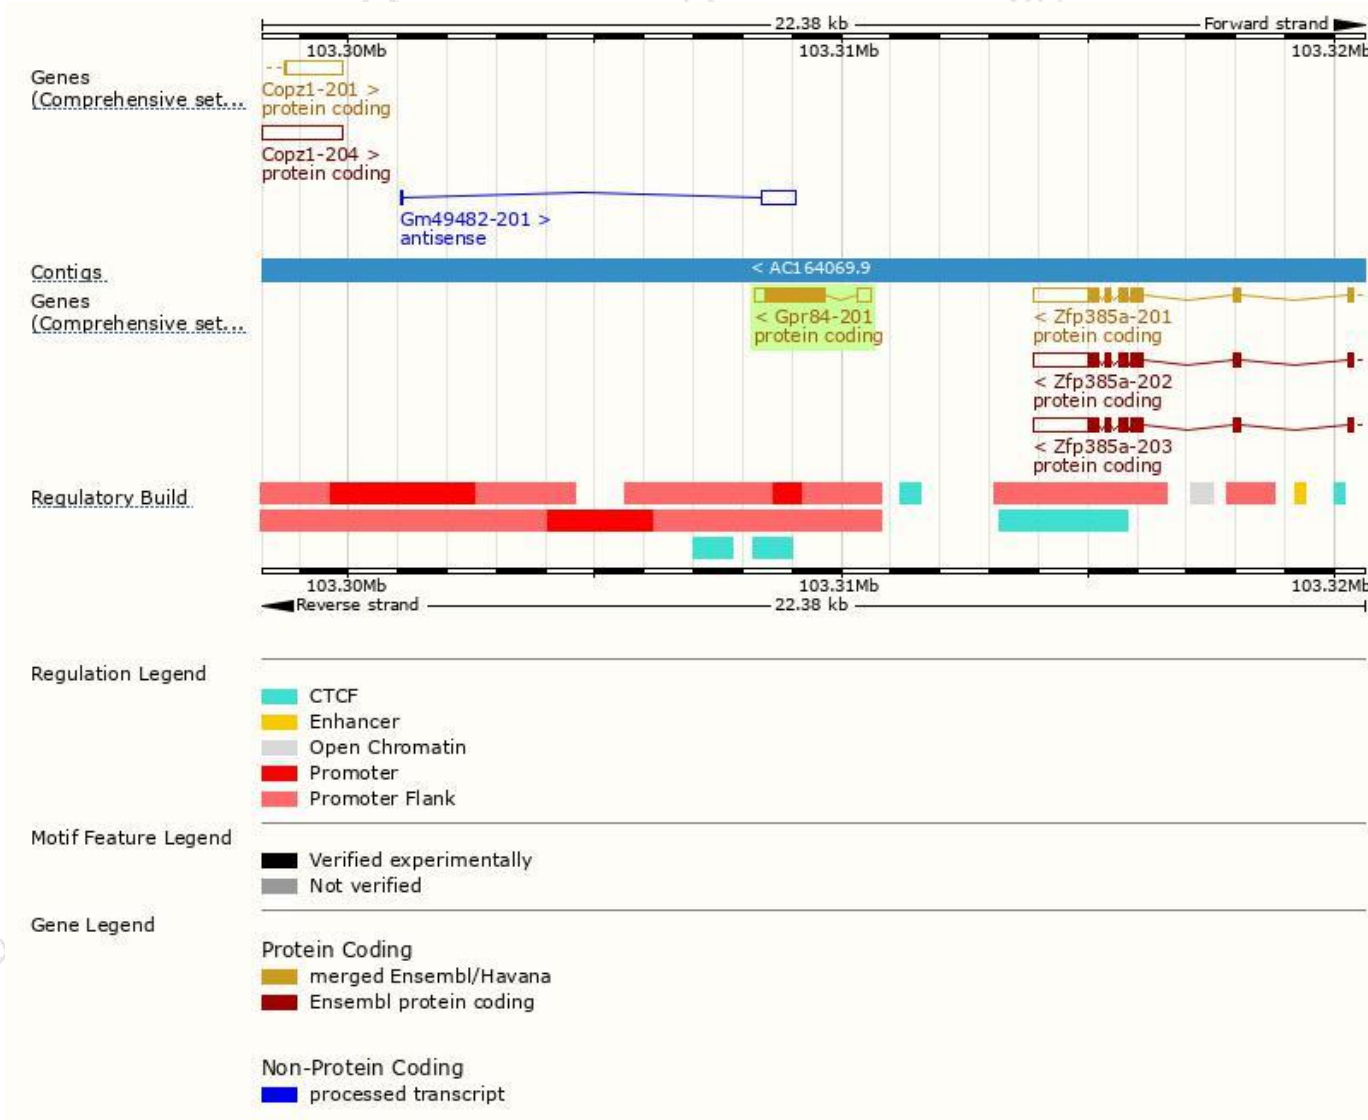 22.38 kb
Forward strand
103.30Mb 103.31Mb 103.32Mb
Genes
(Comprehensive set...
Copz1-201 >
protein coding
Copz1-204 >
protein coding
Gm49482-201 >
antisense
Contigs
< AC164069.9
Genes
(Comprehensive set...
< Gpr84-201
protein coding
< Zfp385a-201
protein coding
< Zfp385a-202
protein coding
< Zfp385a-203
protein coding
Regulatory Build
103.30Mb 103.31Mb 103.32Mb
Reverse strand
22.38 kb
Regulation Legend
CTCF
Enhancer
Open Chromatin
Promoter
Promoter Flank
Motif Feature Legend
Verified experimentally
Not verified
Gene Legend
Protein Coding
merged Ensembl/Havana
Ensembl protein coding
Non-Protein Coding
processed transcript